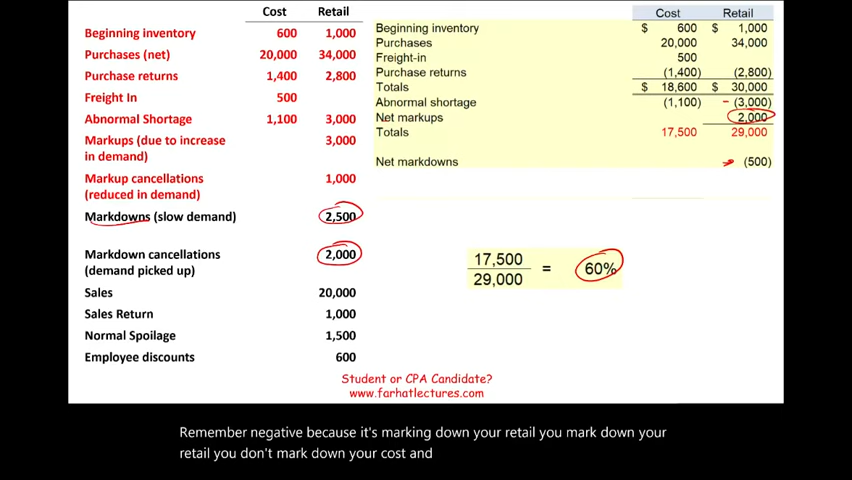 Cost Retail
Beginning inventory 600 1,000
Purchases (net) 20,000 34,000
Purchase returns 1,400 2,800
Freight In 500
Abnormal Shortage 1,100 3,000
Markups (due to increase 3,000
in demand)
Markup cancellations 1,000
(reduced in demand)
Markdowns (slow demand) 2,500
Markdown cancellations 2,000
(demand picked up)
Sales 20,000
Sales Return 1,000
Normal Spoilage 1,500
Employee discounts 600
Cost Retail
Beginning inventory $ 600 $ 1,000
Purchases 20,000 34,000
Freight-in 500
Purchase returns (1,400) (2,800)
Totals $ 18,600 $ 30,000
Abnormal shortage (1,100) (3,000)
Net markups 2,000
Totals 17,500 29,000
Net markdowns (500)
17,500
29,000
= 60%
Student or CPA Candidate?
www.farhatlectures.com
Remember negative because it's marking down your retail you mark down your
retail you don't mark down your cost and